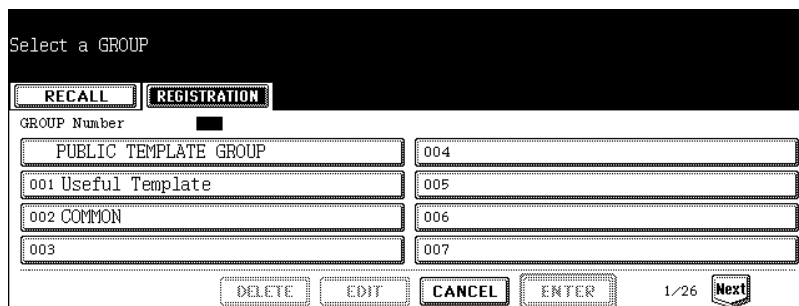 Select a GROUP
RECALL REGISTRATION
GROUP Number
PUBLIC TEMPLATE GROUP 004
001 Useful Template 005
002 COMMON 006
003 007
DELETE EDIT CANCEL ENTER 1/26 Next